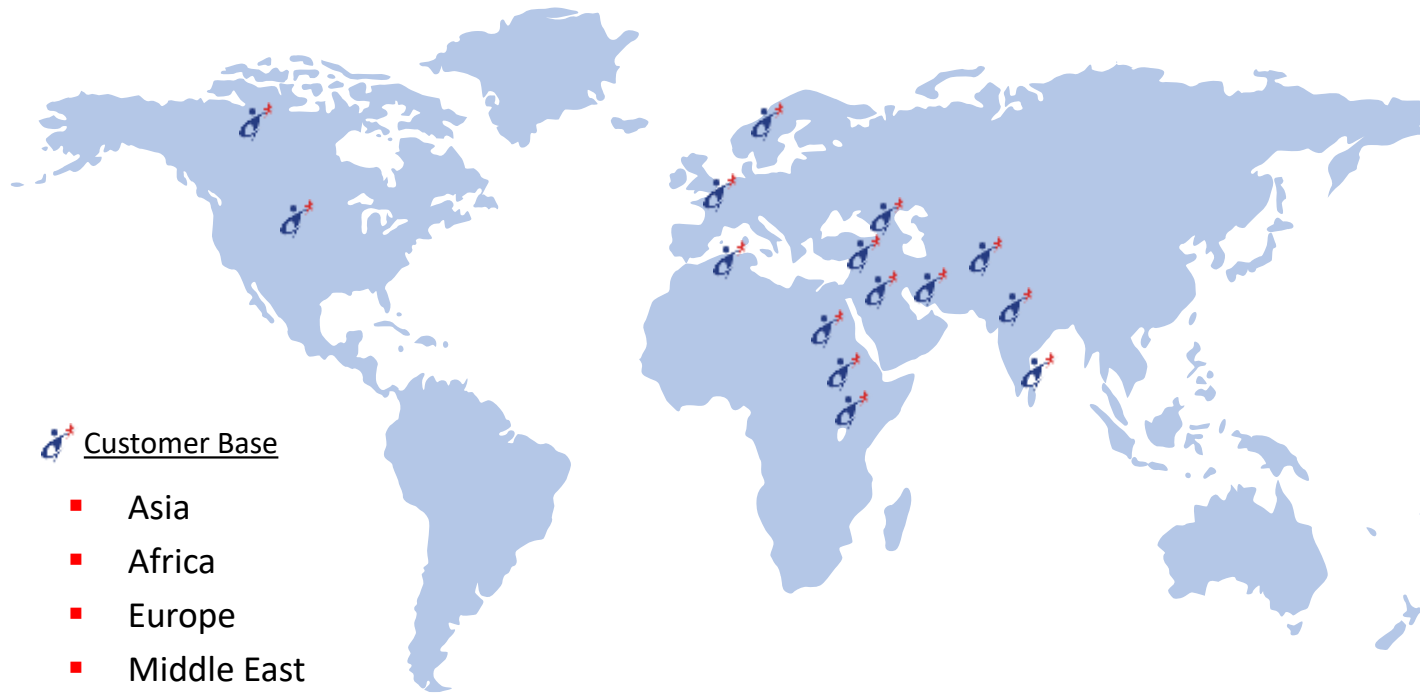 Customer Base
Asia
Africa
Europe
Middle East